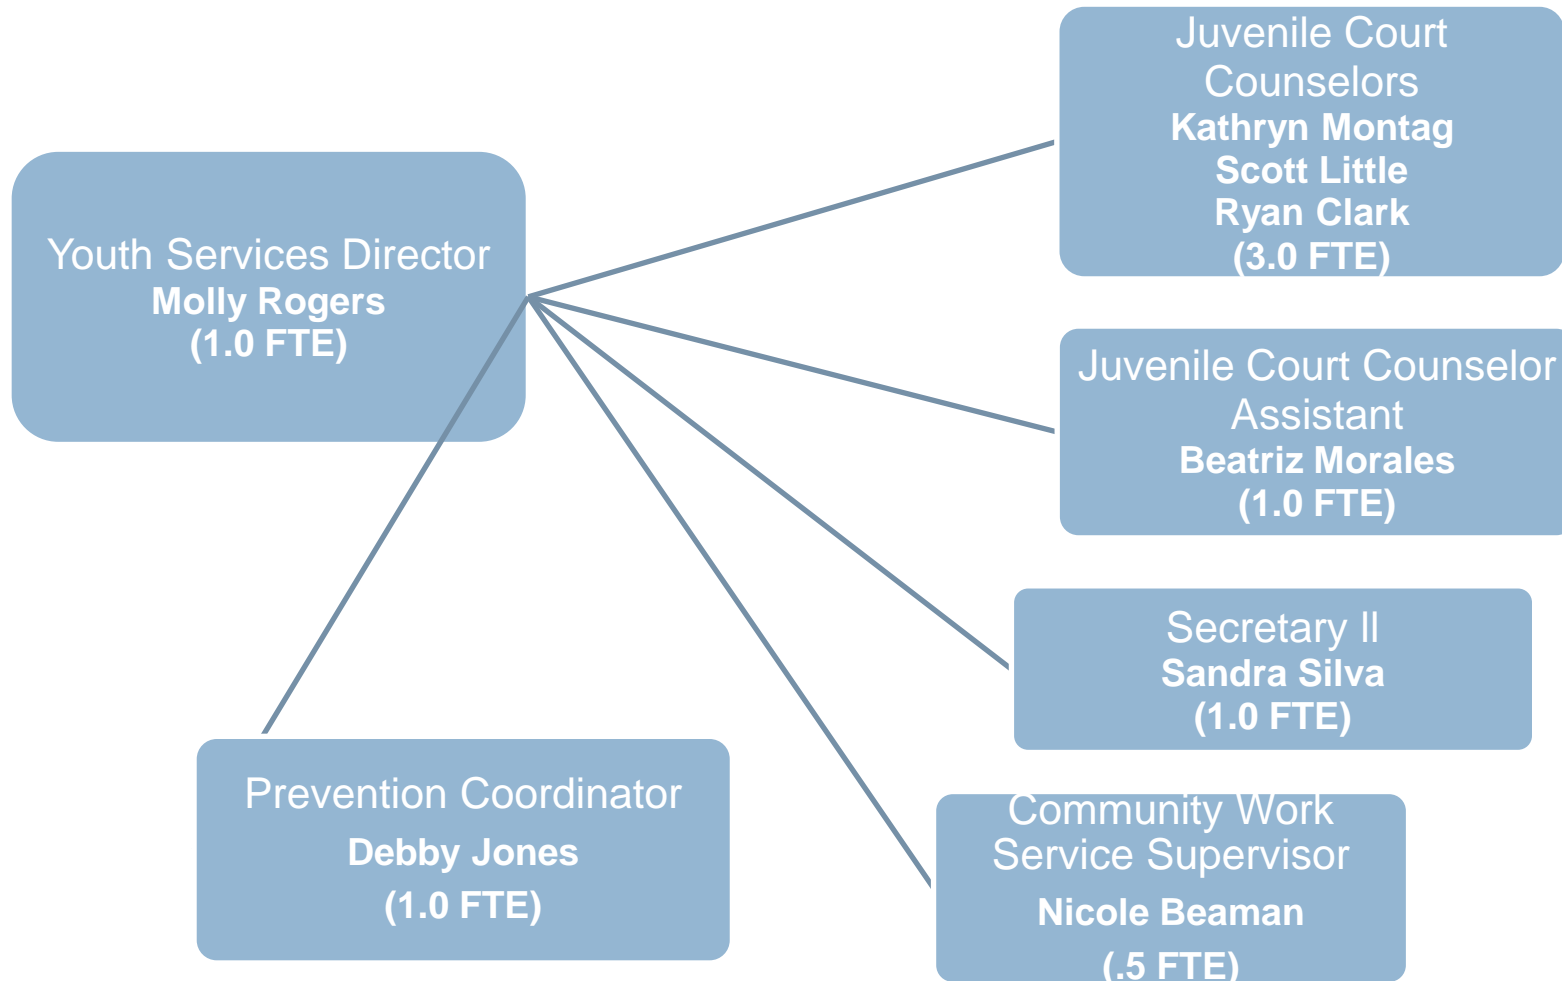 Youth Services Director
Molly Rogers
(1.0 FTE)
Juvenile Court
Counselors
Kathryn Montag
Scott Little
Ryan Clark
(3.0 FTE)
Juvenile Court Counselor
Assistant
Beatriz Morales
(1.0 FTE)
Secretary II
Sandra Silva
(1.0 FTE)
Community Work
Service Supervisor
Nicole Beaman
(.5 FTE)
Prevention Coordinator
Debby Jones
(1.0 FTE)